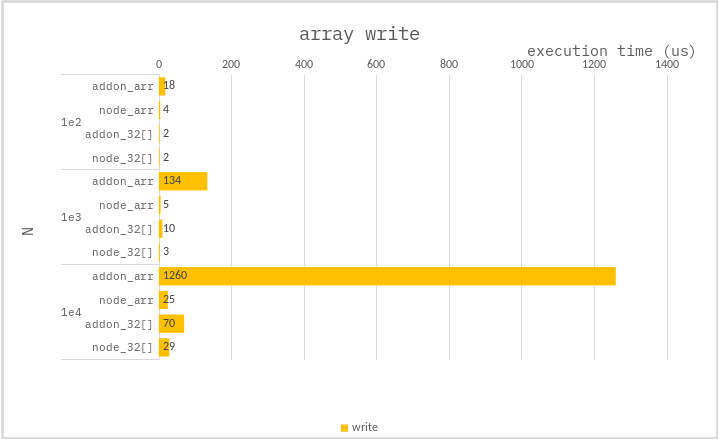 array write
execution time (us)
0 200 400 600 800 1000 1200 1400
N
1e2
addon_arr 18
node_arr 4
addon_32[] 2
node_32[] 2
1e3
addon_arr 134
node_arr 5
addon_32[] 10
node_32[] 3
1e4
addon_arr 1260
node_arr 25
addon_32[] 70
node_32[] 29
write